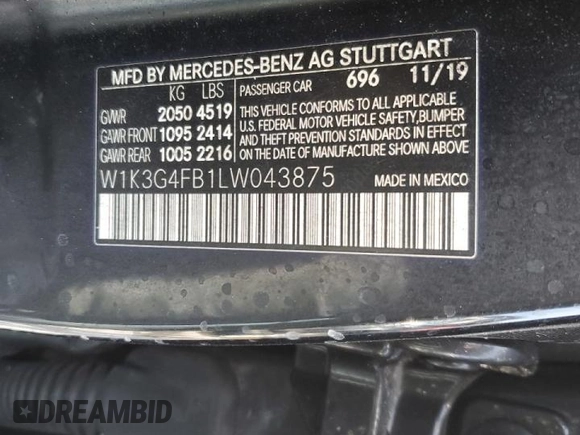 MFD BY MERCEDES-BENZ AG STUTTGART
KG LBS PASSENGER CAR 696 11/19
GVWR 2050 4519 THIS VEHICLE CONFORMS TO ALL APPLICABLE
GAWR FRONT 1095 2414 U.S. FEDERAL MOTOR VEHICLE SAFETY, BUMPER
GAWR REAR 1005 2216 AND THEFT PREVENTION STANDARDS IN EFFECT
ON THE DATE OF MANUFACTURE SHOWN ABOVE
W1K3G4FB1LW043875 MADE IN MEXICO
DREAMBID